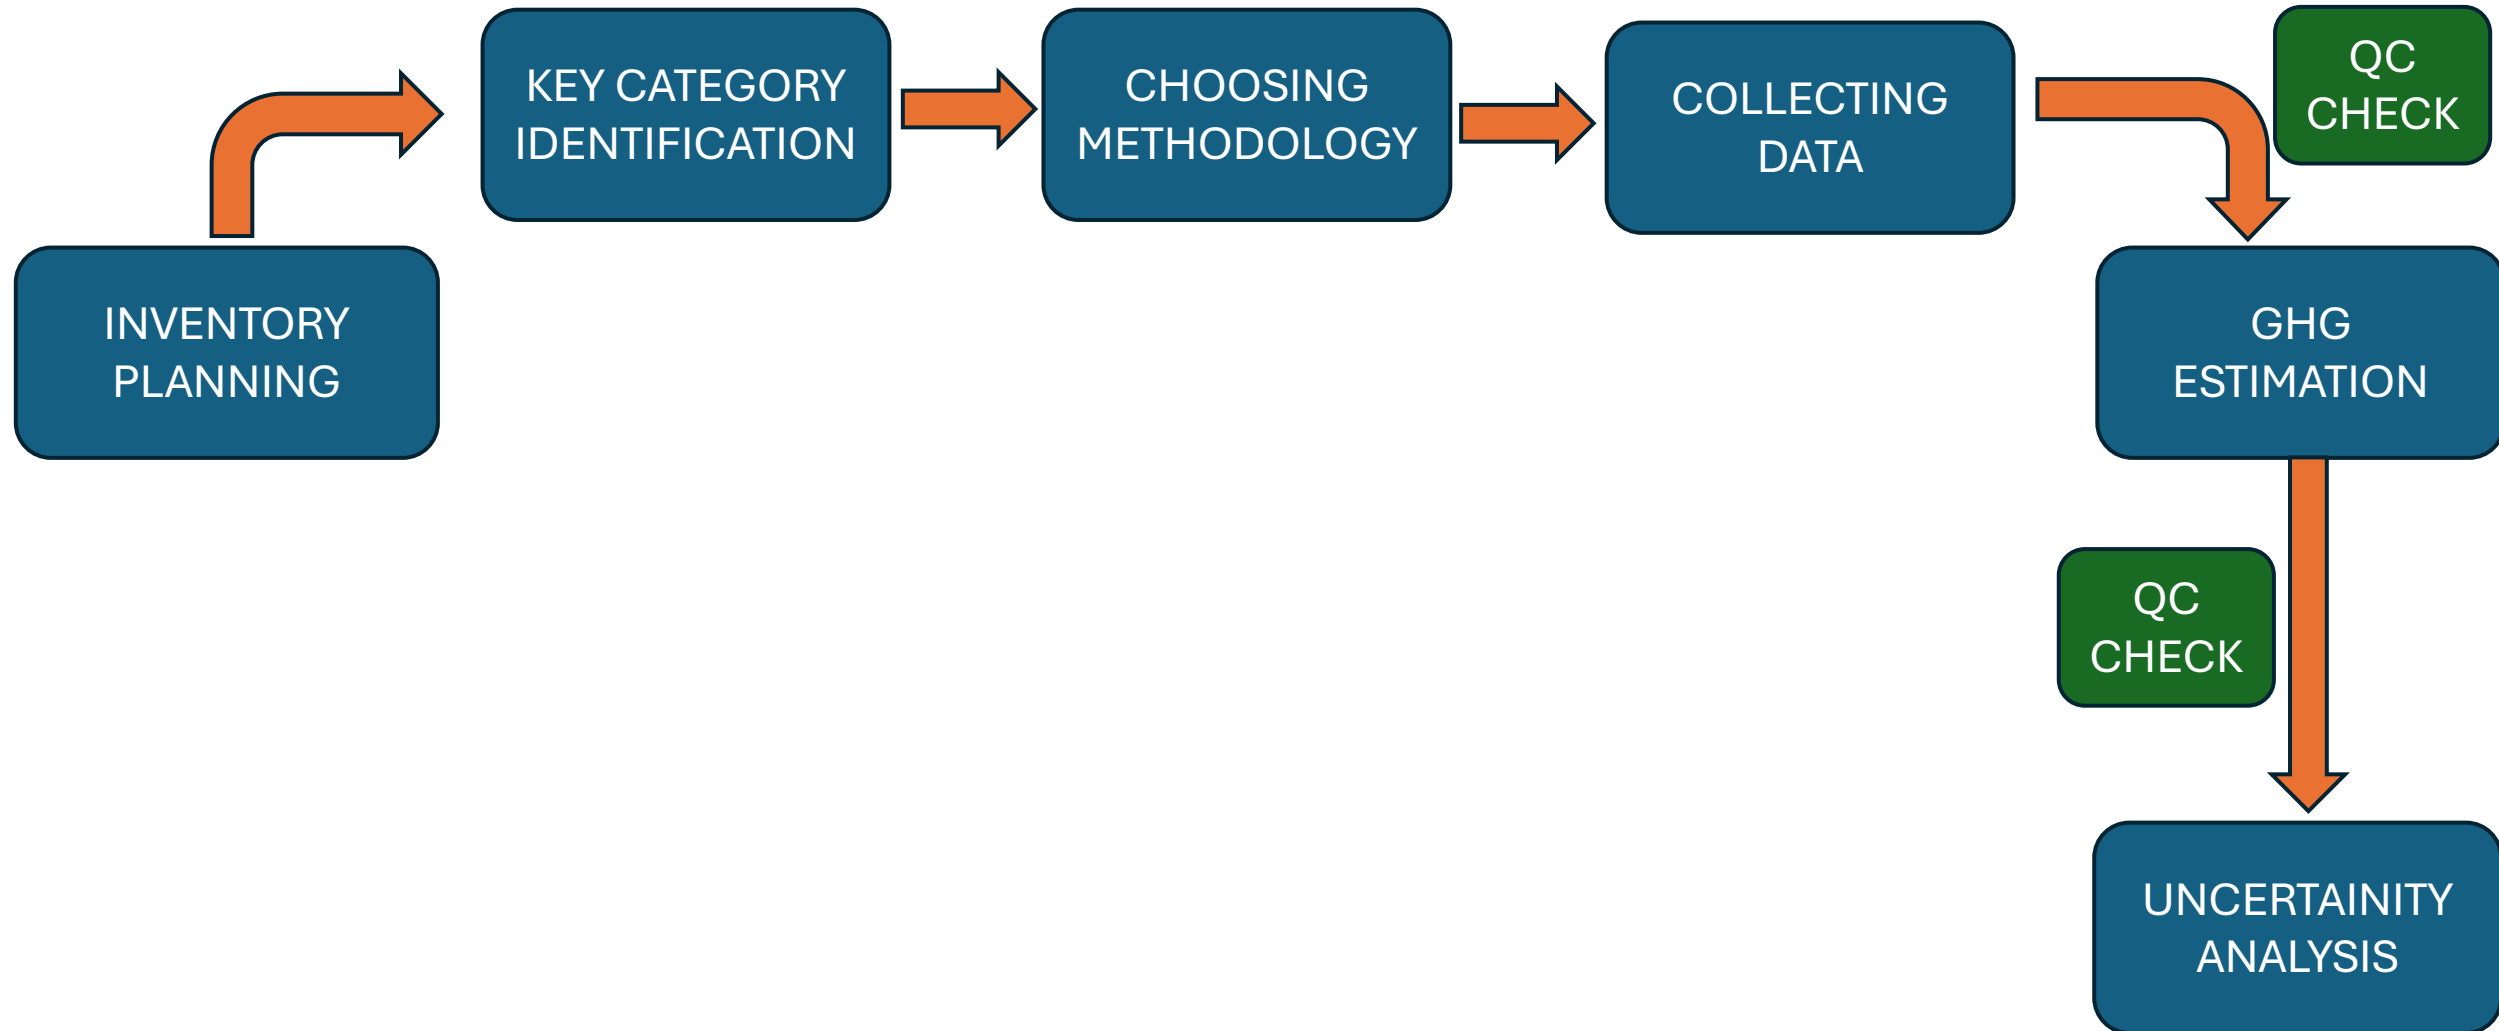 KEY CATEGORY
IDENTIFICATION
CHOOSING
METHODOLOGY
COLLECTING
DATA
QC
CHECK
INVENTORY
PLANNING
GHG
ESTIMATION
QC
CHECK
UNCERTAINITY
ANALYSIS